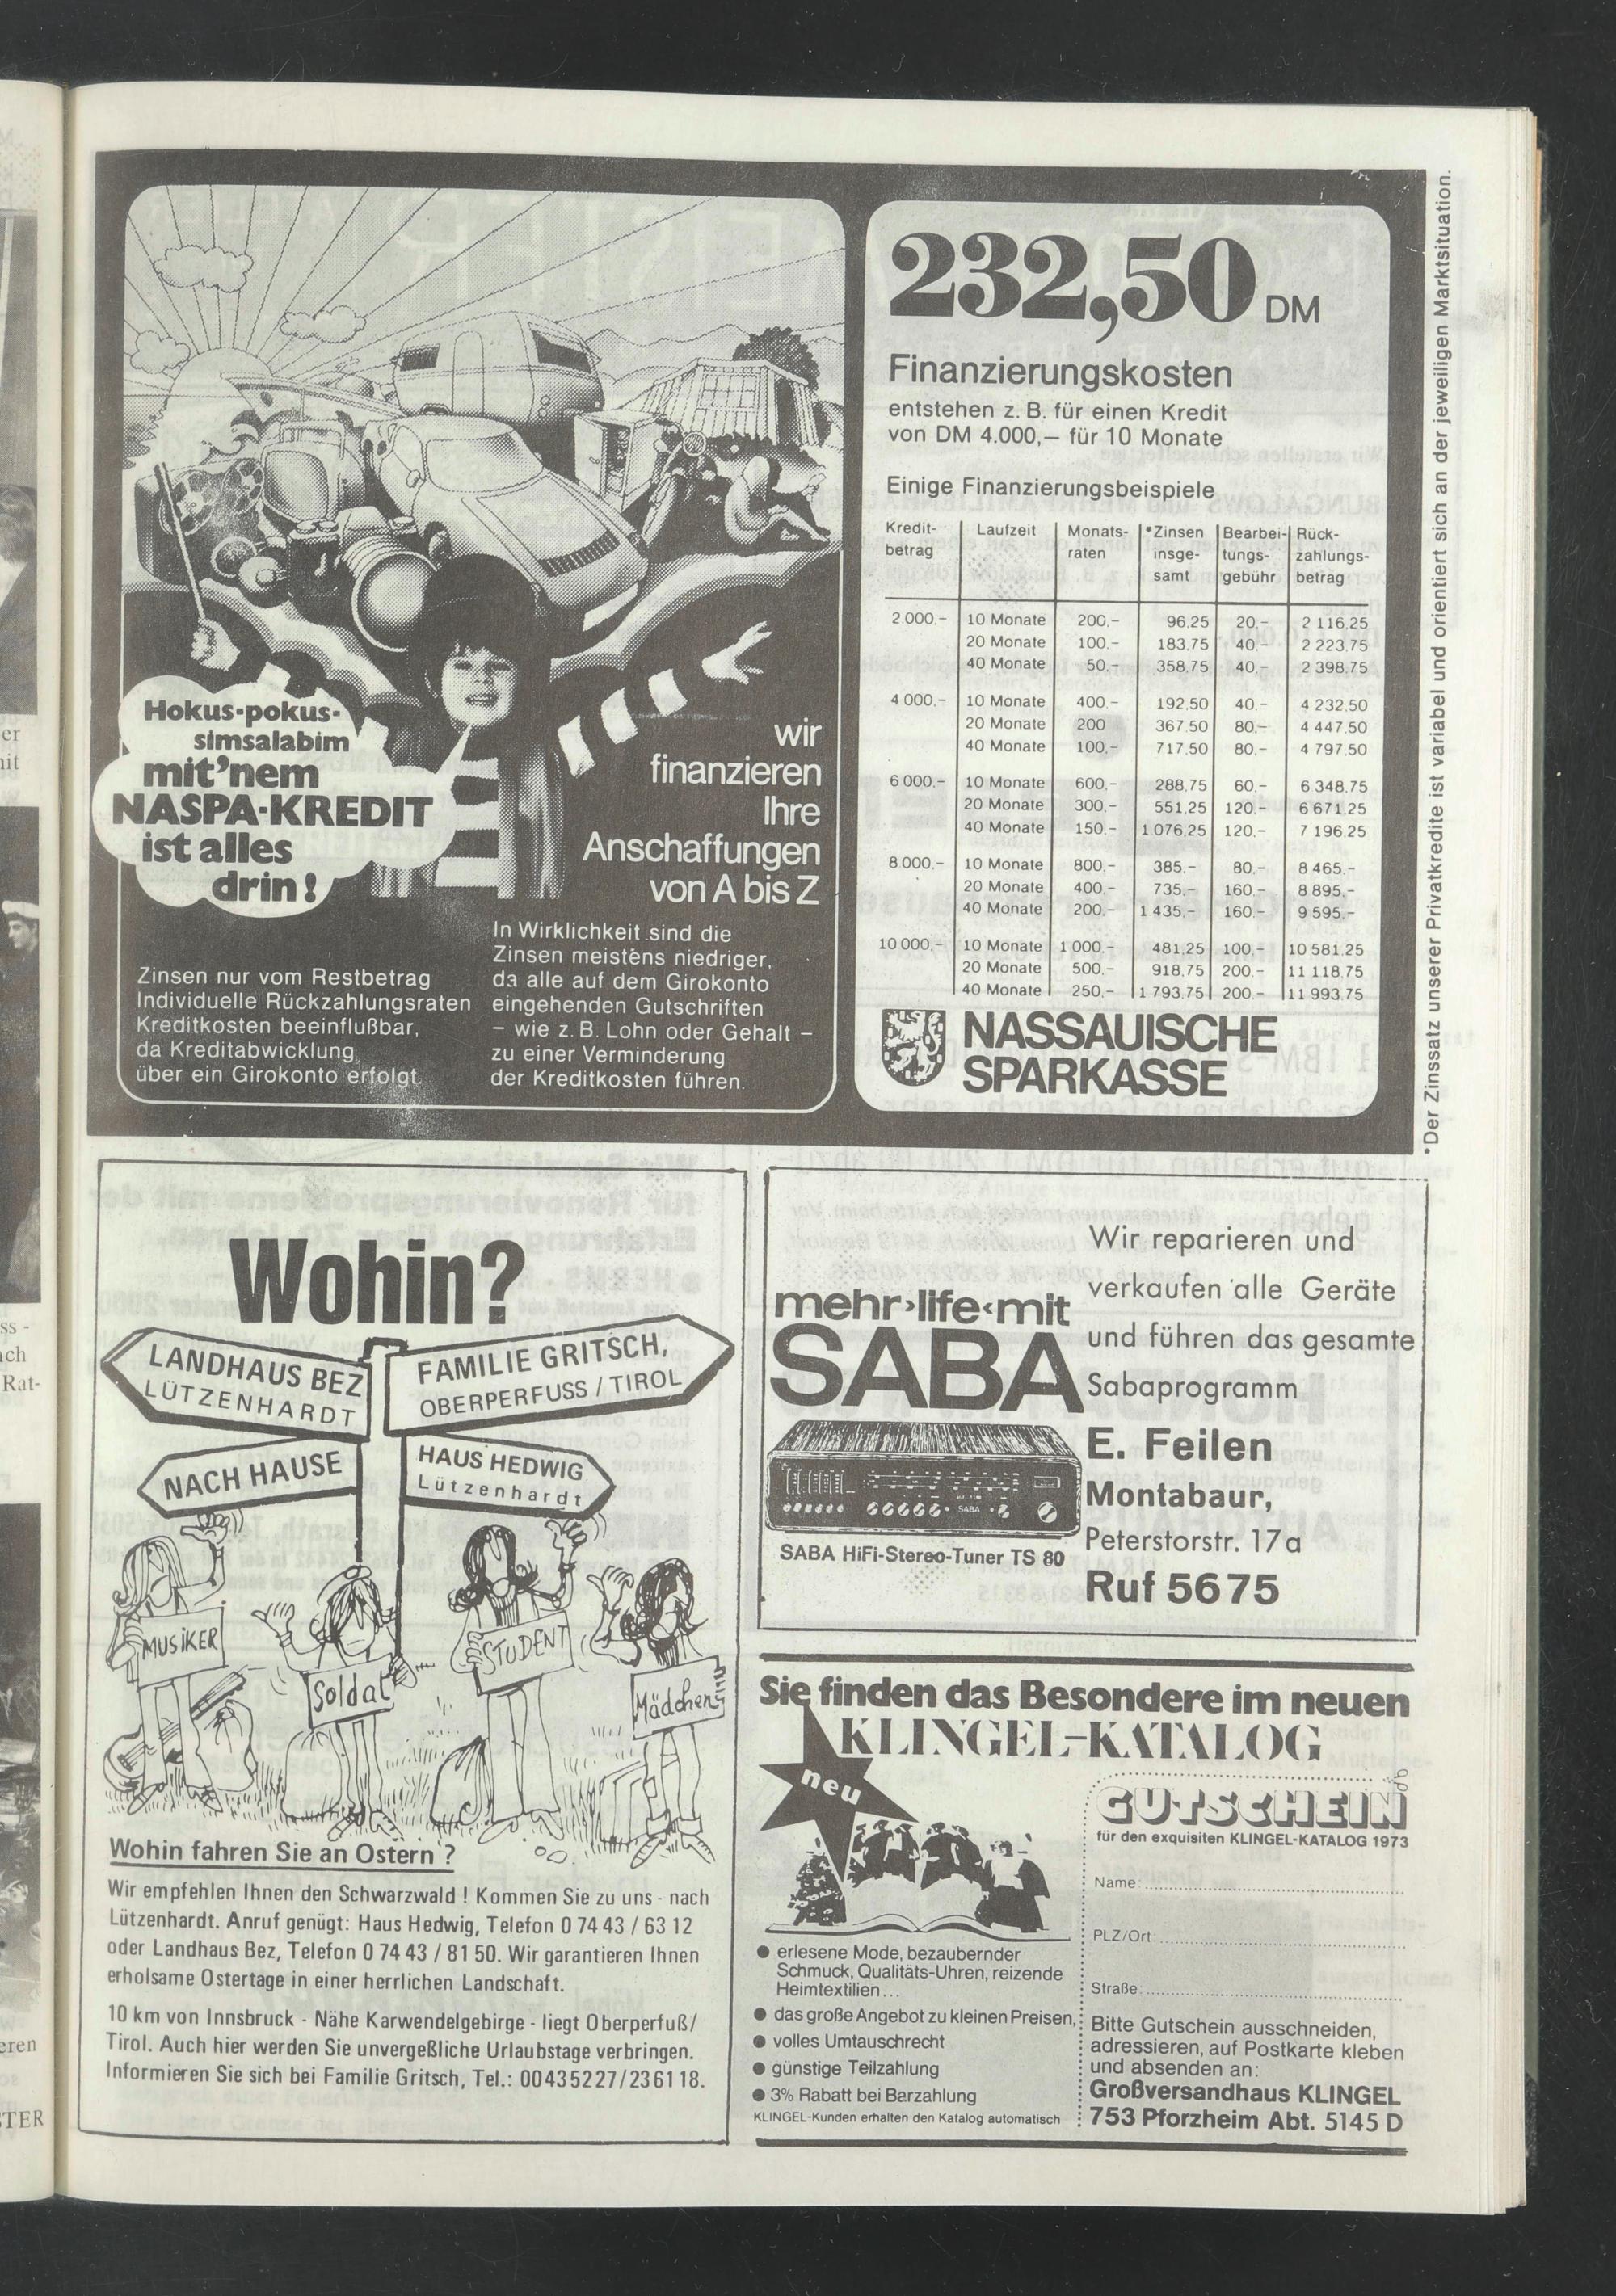 Hokus-pokus-
simsalabim
mit'nem
NASPA-KREDIT
ist alles
drin!
wir
finanzieren
Ihre
Anschaffungen
von A bis Z
Zinsen nur vom Restbetrag
Individuelle Rückzahlungsraten
Kreditkosten beeinflußbar,
da Kreditabwicklung
über ein Girokonto erfolgt.
In Wirklichkeit sind die
Zinsen meistens niedriger,
da alle auf dem Girokonto
eingehenden Gutschriften
– wie z. B. Lohn oder Gehalt –
zu einer Verminderung
der Kreditkosten führen.
232,50 DM
Finanzierungskosten
entstehen z. B. für einen Kredit
von DM 4.000,– für 10 Monate
Einige Finanzierungsbeispiele
Kredit- Laufzeit Monats- *Zinsen Bearbei- Rück-
betrag raten insge- tungs- zahlungs-
samt gebühr betrag
2 000.– 10 Monate 200.– 96.25 20.– 2 116.25
20 Monate 100.– 183.75 40.– 2 223.75
40 Monate 50.– 358.75 40.– 2 398.75
4 000.– 10 Monate 400.– 192.50 40.– 4 232.50
20 Monate 200 367.50 80.– 4 447.50
40 Monate 100.– 717.50 80.– 4 797.50
6 000.– 10 Monate 600.– 288.75 60.– 6 348.75
20 Monate 300.– 551.25 120.– 6 671.25
40 Monate 150.– 1 076.25 120.– 7 196.25
8 000.– 10 Monate 800.– 385.– 80.– 8 465.–
20 Monate 400.– 735.– 160.– 8 895.–
40 Monate 200.– 1 435.– 160.– 9 595.–
10 000.– 10 Monate 1 000.– 481.25 100.– 10 581.25
20 Monate 500.– 918.75 200.– 11 118.75
40 Monate 250.– 1 793.75 200.– 11 993.75
NASSAUISCHE
SPARKASSE
*Der Zinssatz unserer Privatkredite ist variabel und orientiert sich an der jeweiligen Marktsituation.
Wohin?
LANDHAUS BEZ
LÜTZENHARDT
FAMILIE GRITSCH,
OBERPERFUSS / TIROL
NACH HAUSE
HAUS HEDWIG
Lützenhardt
MUSIKER
Soldat
STUDENT
Mädchen
Wohin fahren Sie an Ostern ?
Wir empfehlen Ihnen den Schwarzwald ! Kommen Sie zu uns - nach
Lützenhardt. Anruf genügt: Haus Hedwig, Telefon 0 74 43 / 63 12
oder Landhaus Bez, Telefon 0 74 43 / 81 50. Wir garantieren Ihnen
erholsame Ostertage in einer herrlichen Landschaft.
10 km von Innsbruck - Nähe Karwendelgebirge - liegt Oberperfuß/
Tirol. Auch hier werden Sie unvergeßliche Urlaubstage verbringen.
Informieren Sie sich bei Familie Gritsch, Tel.: 00435227/236118.
mehr›life‹mit
SABA
SABA
SABA HiFi-Stereo-Tuner TS 80
Wir reparieren und
verkaufen alle Geräte
und führen das gesamte
Sabaprogramm
E. Feilen
Montabaur,
Peterstorstr. 17a
Ruf 5675
Sie finden das Besondere im neuen
KLINGEL-KATALOG
neu
erlesene Mode, bezaubernder
Schmuck, Qualitäts-Uhren, reizende
Heimtextilien...
das große Angebot zu kleinen Preisen,
volles Umtauschrecht
günstige Teilzahlung
3% Rabatt bei Barzahlung
KLINGEL-Kunden erhalten den Katalog automatisch
GUTSCHEIN
für den exquisiten KLINGEL-KATALOG 1973
Name:
PLZ/Ort:
Straße:
Bitte Gutschein ausschneiden,
adressieren, auf Postkarte kleben
und absenden an:
Großversandhaus KLINGEL
753 Pforzheim Abt. 5145 D